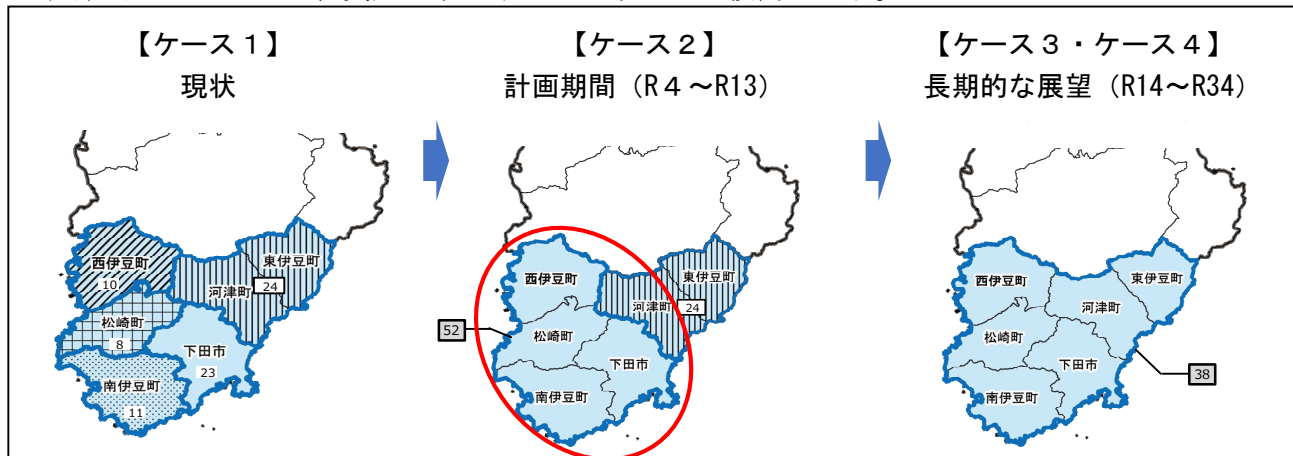 【ケース１】
現状
西伊豆町
10
東伊豆町
24
河津町
松崎町
8
下田市
23
南伊豆町
11
【ケース２】
計画期間（R４～R13）
西伊豆町
東伊豆町
24
河津町
52
松崎町
下田市
南伊豆町
【ケース３・ケース４】
長期的な展望（R14～R34）
西伊豆町
東伊豆町
河津町
松崎町
下田市
38
南伊豆町